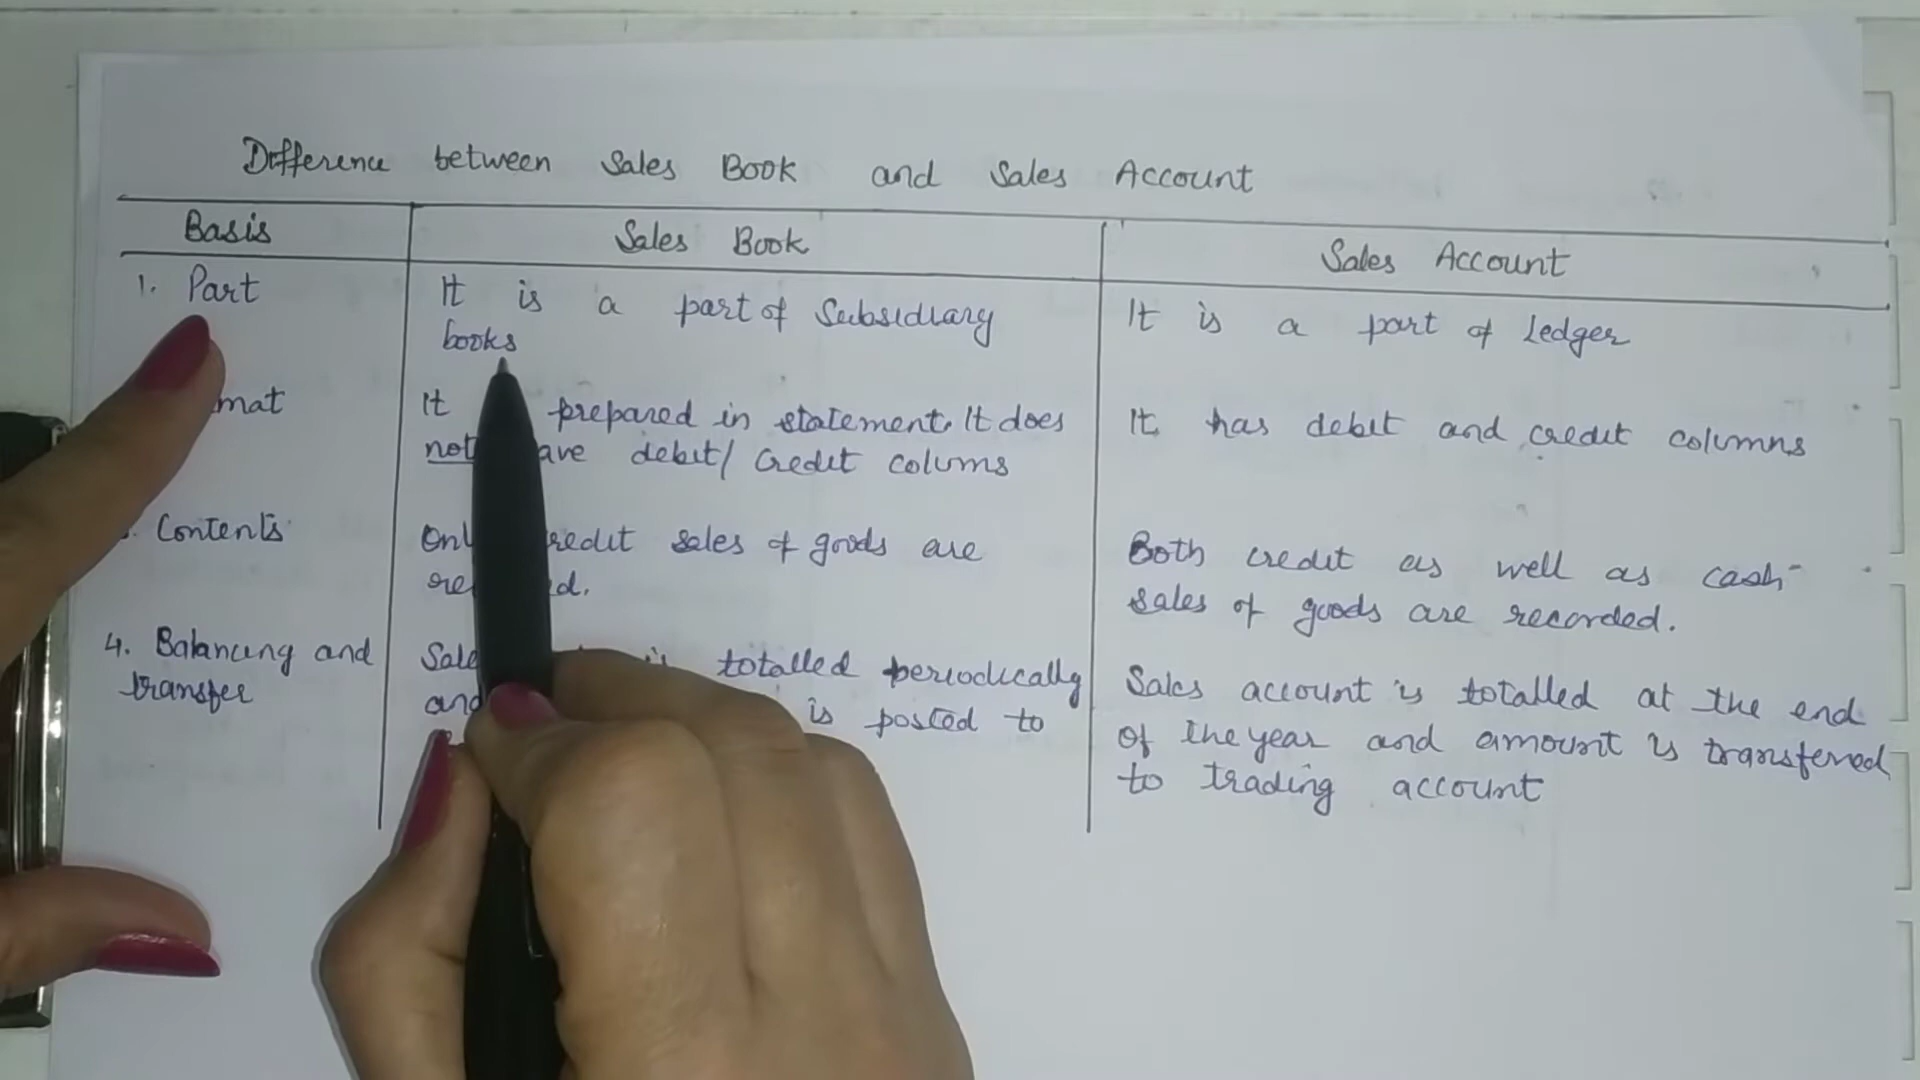 Difference between Sales Book and Sales Account
Basis
Sales Book
Sales Account
1. Part
It is a part of Subsidiary
books
It is a part of Ledger
mat
It prepared in statement. It does
not ave debit/ credit colums
It has debit and credit columns
. Contents
credit sales of goods are
Both credit as well as cash
sales of goods are recorded.
4. Balancing and
transfer
Sale is totalled periodically
and is posted to
Sales account is totalled at the end
of the year and amount is transferred
to trading account